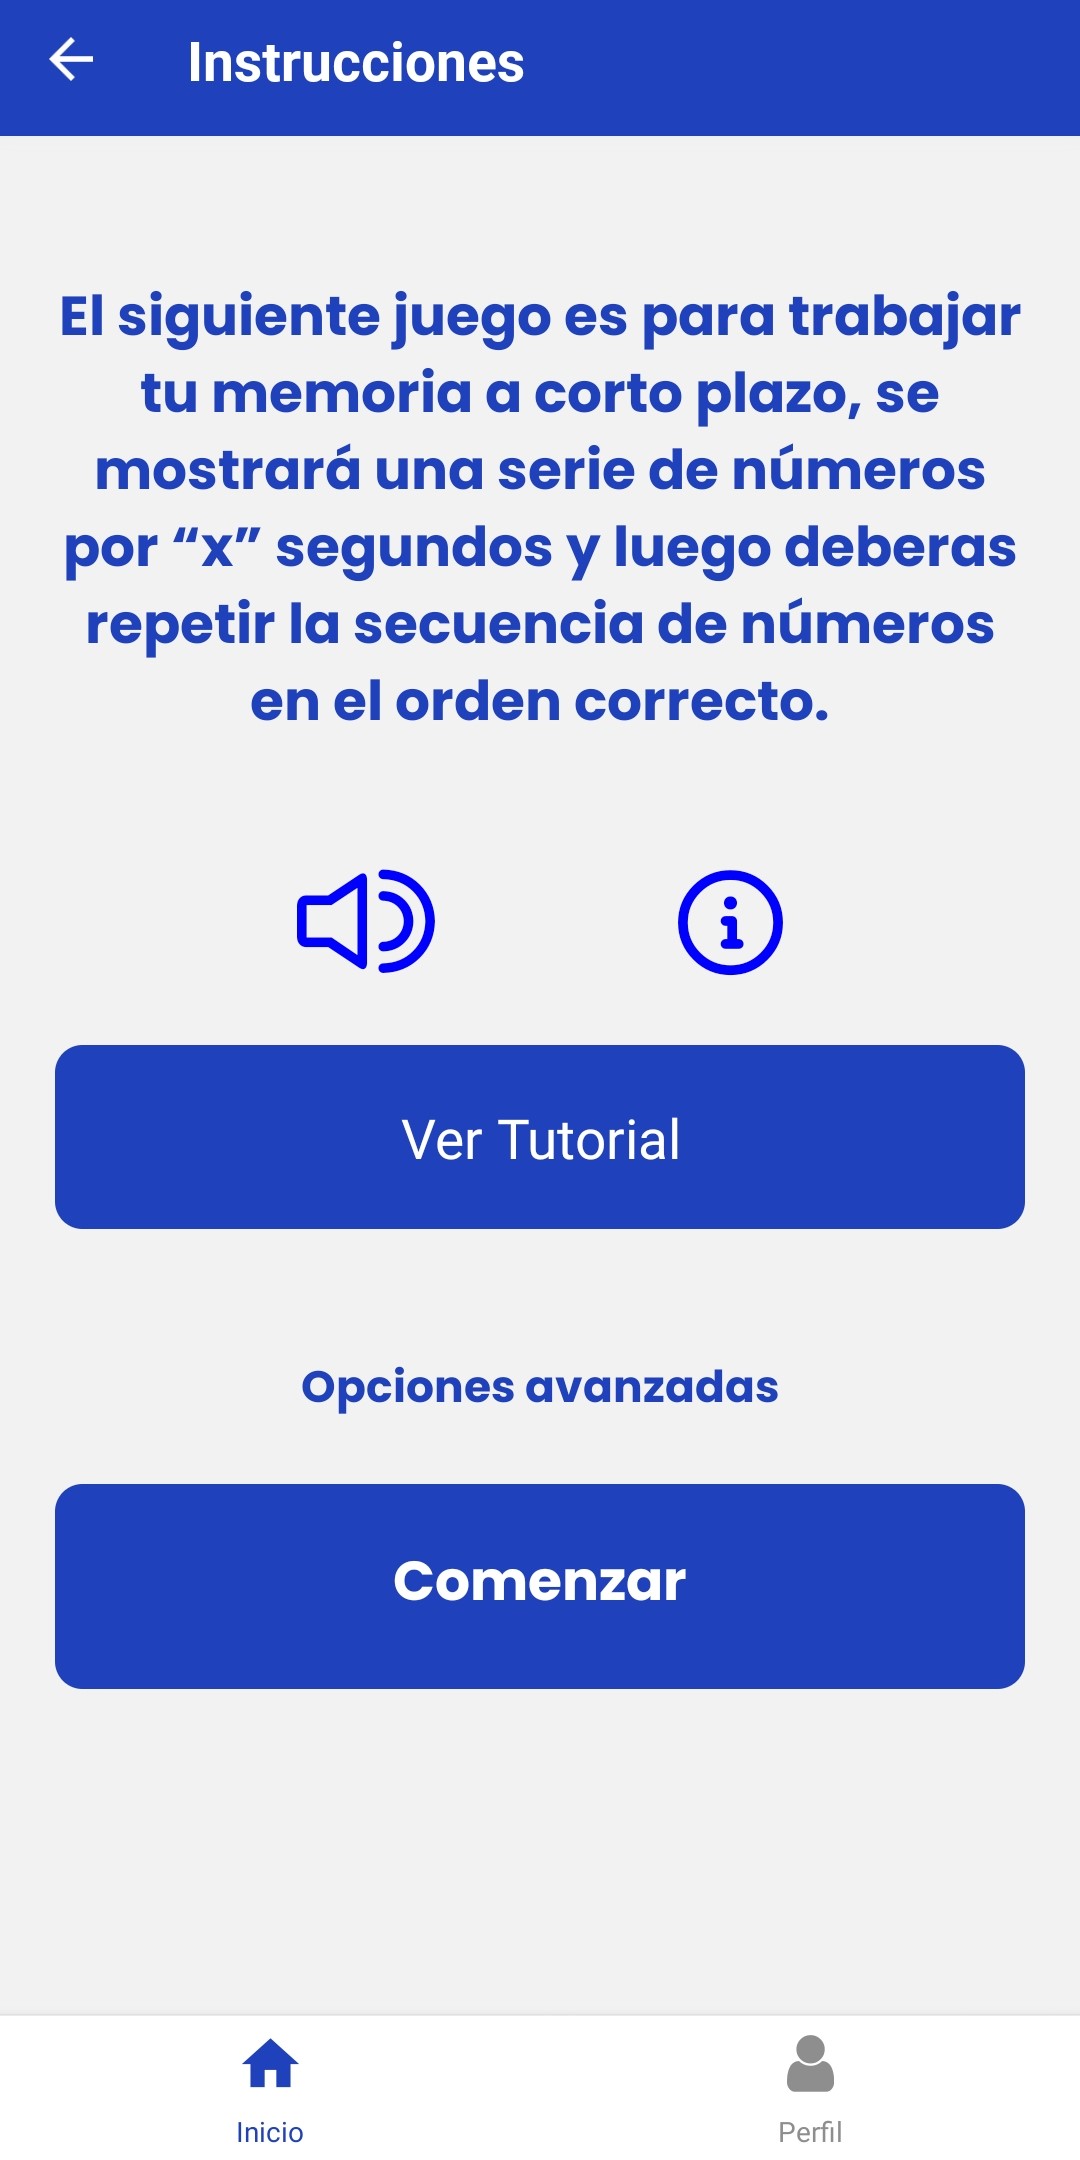 Instrucciones
El siguiente juego es para trabajar
tu memoria a corto plazo, se
mostrará una serie de números
por “x” segundos y luego deberas
repetir la secuencia de números
en el orden correcto.
Ver Tutorial
Opciones avanzadas
Comenzar
Inicio
Perfil